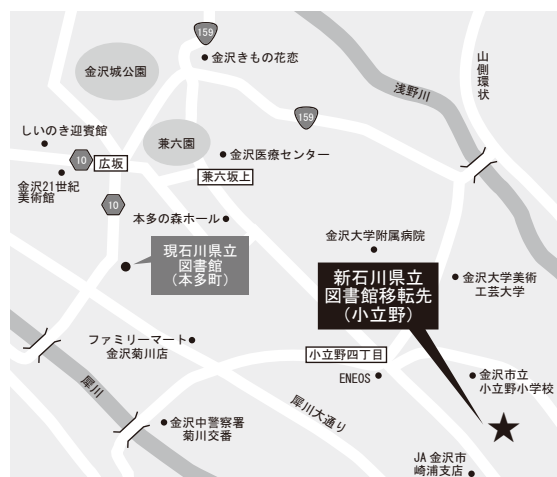 159
金沢きもの花恋
金沢城公園
山側環状
浅野川
159
しいのき迎賓館
兼六園
10
広坂
金沢医療センター
金沢21世紀
美術館
兼六坂上
10
本多の森ホール
現石川県立
図書館
（本多町）
金沢大学附属病院
新石川県立
図書館移転先
（小立野）
金沢大学美術
工芸大学
ファミリーマート
金沢菊川店
小立野四丁目
ENEOS
金沢市立
小立野小学校
犀川
犀川大通り
金沢中警察署
菊川交番
JA 金沢市
崎浦支店